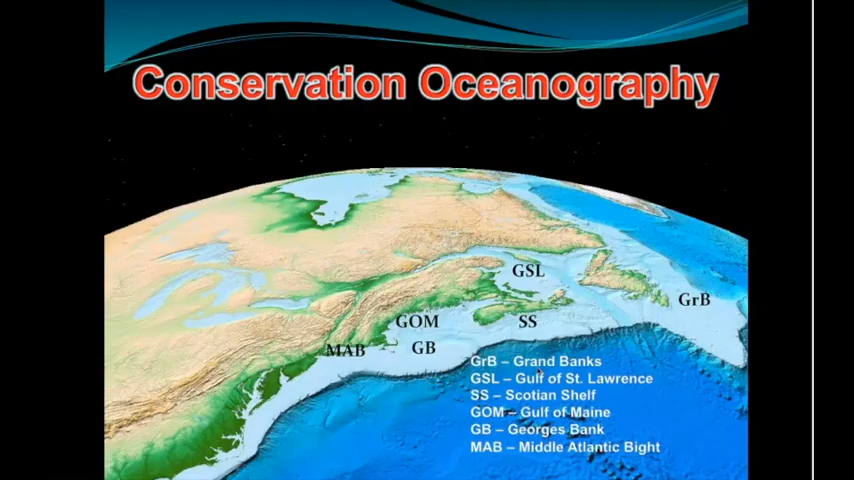 Conservation Oceanography
GSL
GrB
GOM
SS
MAB
GB
GrB – Grand Banks
GSL – Gulf of St. Lawrence
SS – Scotian Shelf
GOM – Gulf of Maine
GB – Georges Bank
MAB – Middle Atlantic Bight